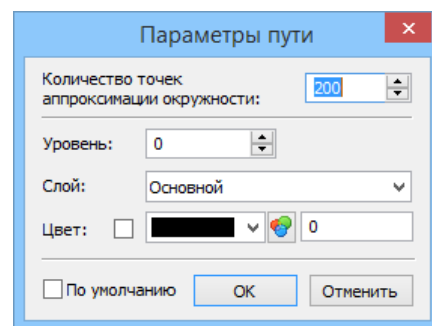 Параметры пути
Количество точек
аппроксимации окружности: 200
Уровень: 0
Слой: Основной
Цвет: 0
По умолчанию OK Отменить